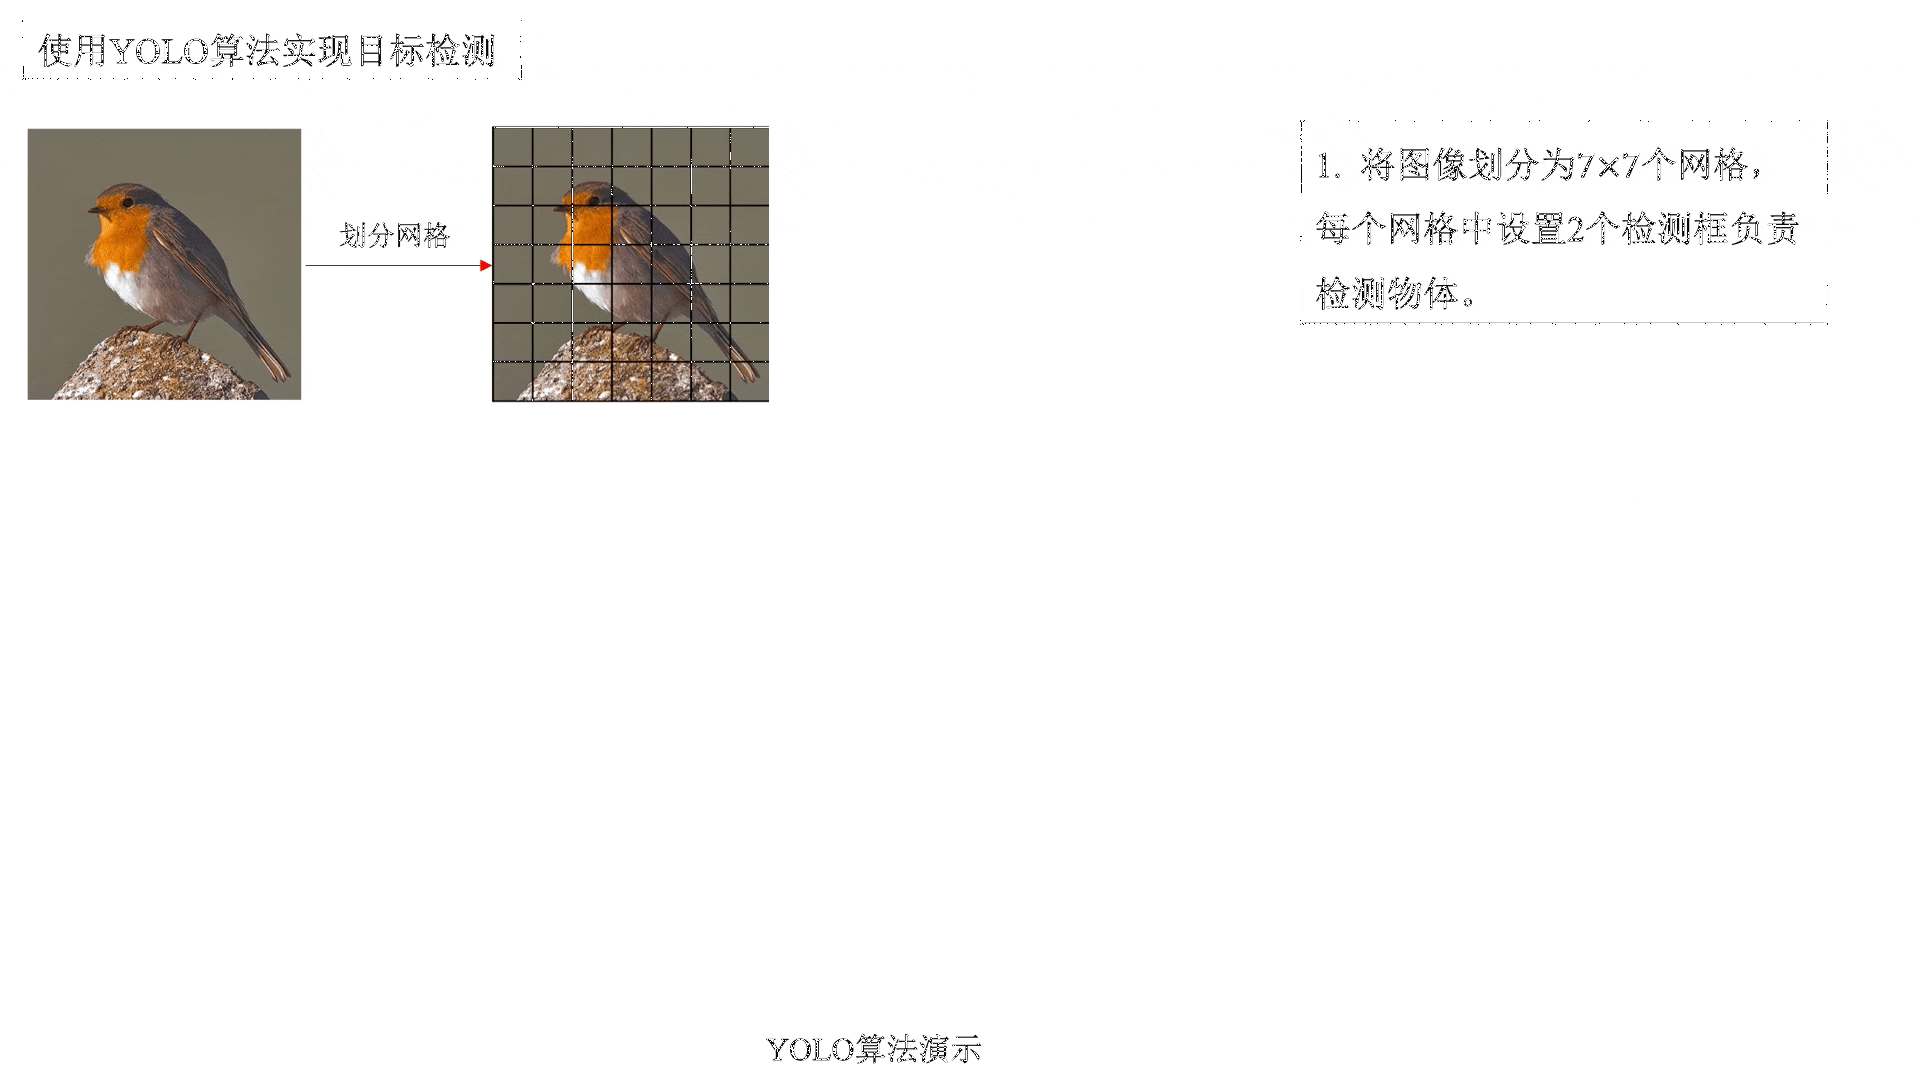 使用YOLO算法实现目标检测
划分网格
1. 将图像划分为7×7个网格，
每个网格中设置2个检测框负责
检测物体。
YOLO算法演示